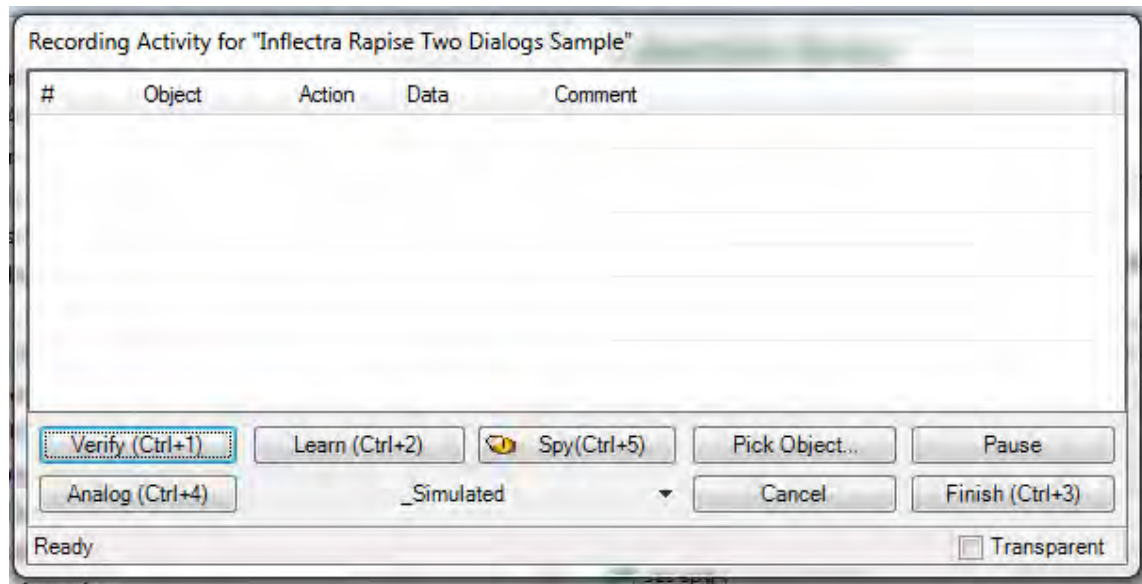 Recording Activity for "Inflectra Rapise Two Dialogs Sample"
# Object Action Data Comment
Verify (Ctrl+1) Learn (Ctrl+2) Spy(Ctrl+5) Pick Object... Pause
Analog (Ctrl+4) _Simulated Cancel Finish (Ctrl+3)
Ready Transparent